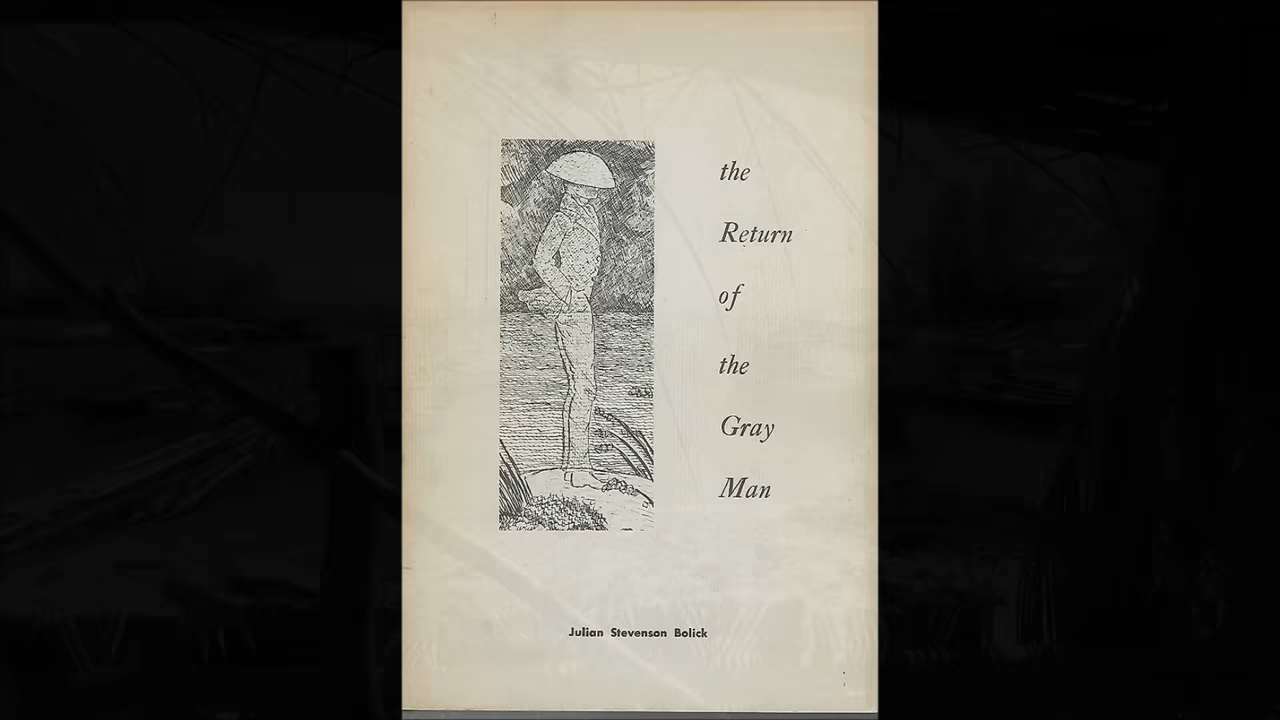 the
Return
of
the
Gray
Man
Julian Stevenson Bolick